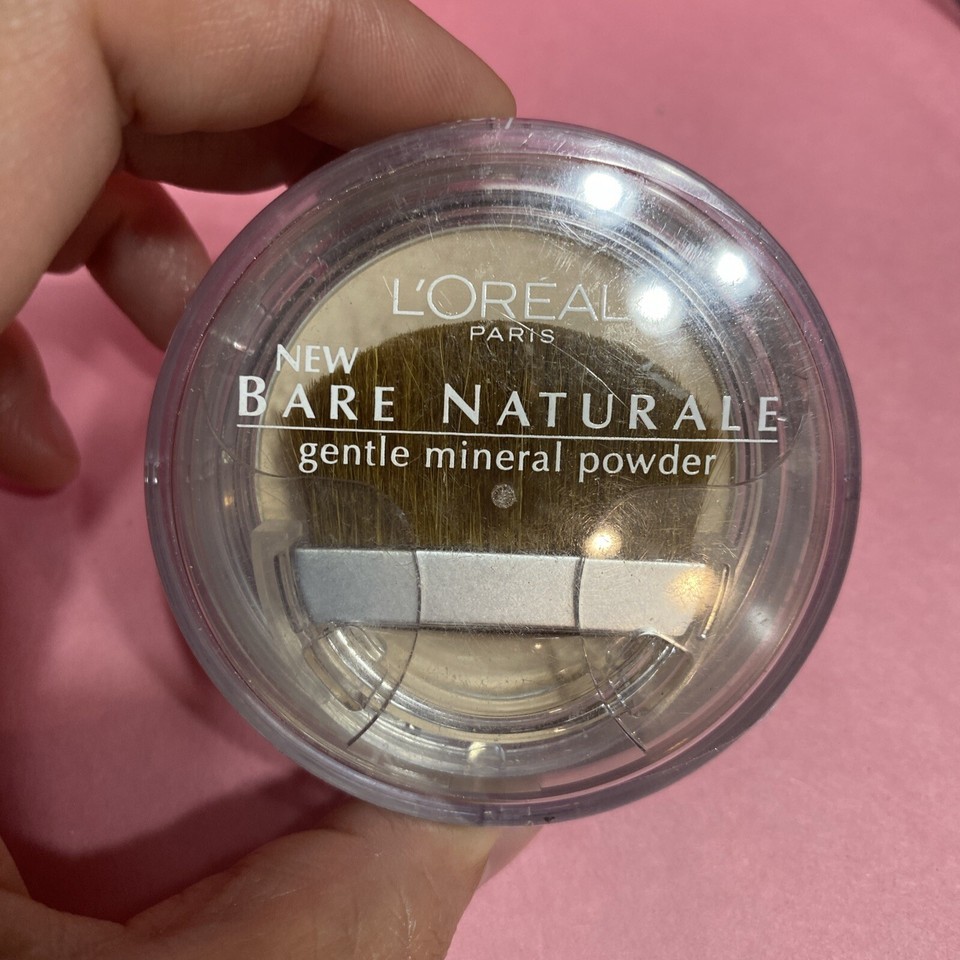 L'ORÉAL
PARIS
NEW
BARE NATURALE
gentle mineral powder